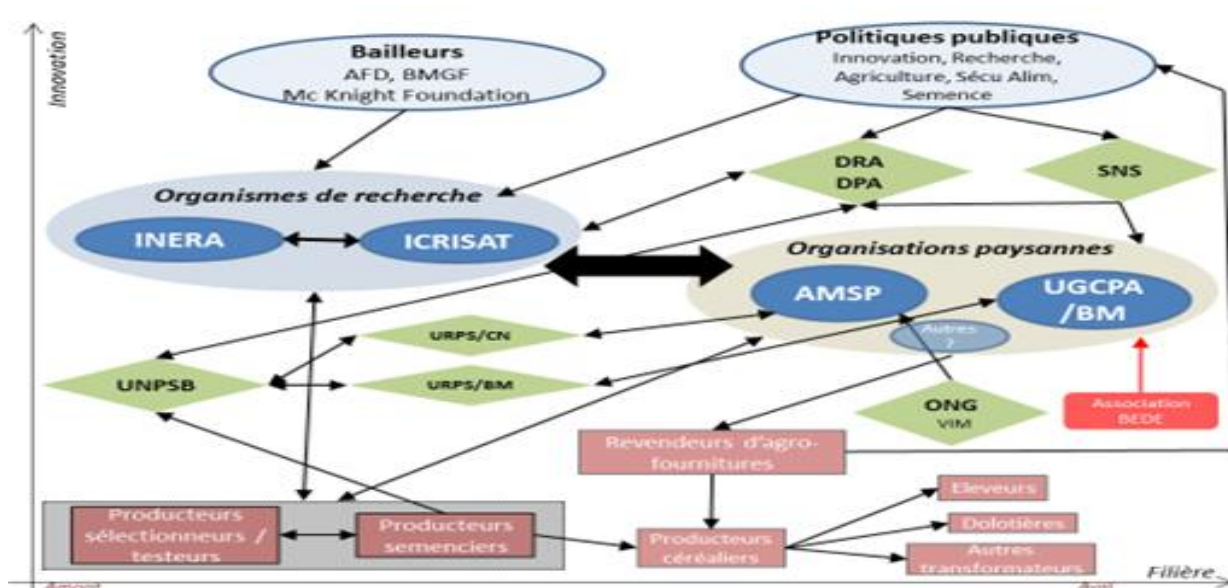 Innovation
Bailleurs
AFD, BMGF
Mc Knight Foundation
Politiques publiques
Innovation, Recherche,
Agriculture, Sécu Alim,
Semence
DRA
DPA
SNS
Organismes de recherche
INERA
ICRISAT
Organisations paysannes
AMSP
UGCPA
/BM
Autres
?
URPS/CN
UNPSB
URPS/BM
ONG
VIM
Association
BEDE
Revendeurs d'agro-
fournitures
Producteurs
sélectionneurs /
testeurs
Producteurs
semenciers
Producteurs
céréaliers
Eleveurs
Dolotières
Autres
transformateurs
Amont
Aval
Filière